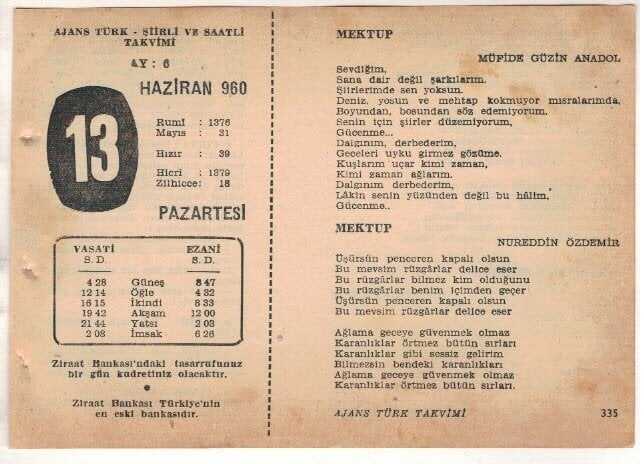 AJANS TÜRK - ŞİİRLİ VE SAATLİ
TAKVİMİ
AY : 6
HAZİRAN 960
13
Rumî : 1376
Mayıs : 31
Hızır : 39
Hicrî : 1379
Zilhicce: 18
PAZARTESİ
VASATİ EZANİ
S. D. S. D.
4 28 Güneş 8 47
12 14 Öğle 4 32
16 15 İkindi 8 33
19 42 Akşam 12 00
21 44 Yatsı 2 03
2 08 İmsak 6 26
Ziraat Bankası'ndaki tasarrufunuz
bir gün kudretiniz olacaktır.
Ziraat Bankası Türkiye'nin
en eski bankasıdır.
MEKTUP
MÜFİDE GÜZİN ANADOL
Sevdiğim,
Sana dair değil şarkılarım.
Şiirlerimde sen yoksun.
Deniz, yosun ve mehtap kokmuyor mısralarımda,
Boyundan, bosundan söz edemiyorum.
Senin için şiirler düzemiyorum,
Gücenme...
Dalgınım, derbederim,
Geceleri uyku girmez gözüme.
Kuşlarım uçar kimi zaman,
Kimi zaman ağlarım.
Dalgınım derbederim,
Lâkin senin yüzünden değil bu hâlim,
Gücenme..
MEKTUP
NUREDDİN ÖZDEMİR
Üşürsün penceren kapalı olsun
Bu mevsim rüzgârlar delice eser
Bu rüzgârlar bilmez kim olduğunu
Bu rüzgârlar benim içimden geçer
Üşürsün penceren kapalı olsun
Bu mevsim rüzgârlar delice eser
Ağlama geceye güvenmek olmaz
Karanlıklar örtmez bütün sırları
Karanlıklar gibi sessiz gelirim
Bilmezsin bendeki karanlıkları
Ağlama geceye güvenmek olmaz
Karanlıklar örtmez bütün sırları.
AJANS TÜRK TAKVİMİ 335